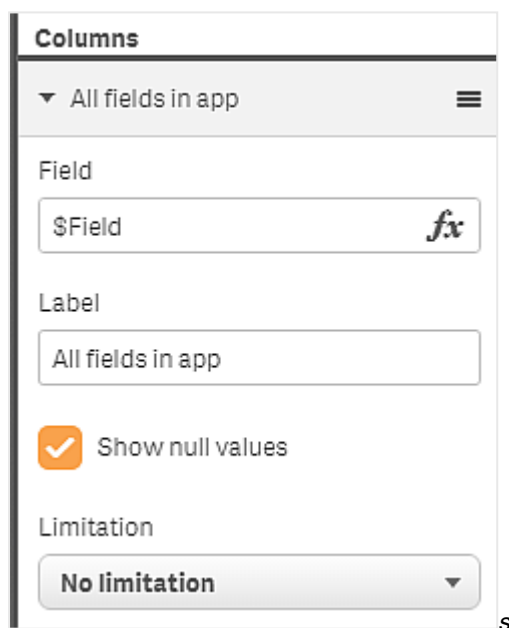 Columns
All fields in app
Field
$Field fx
Label
All fields in app
Show null values
Limitation
No limitation
s